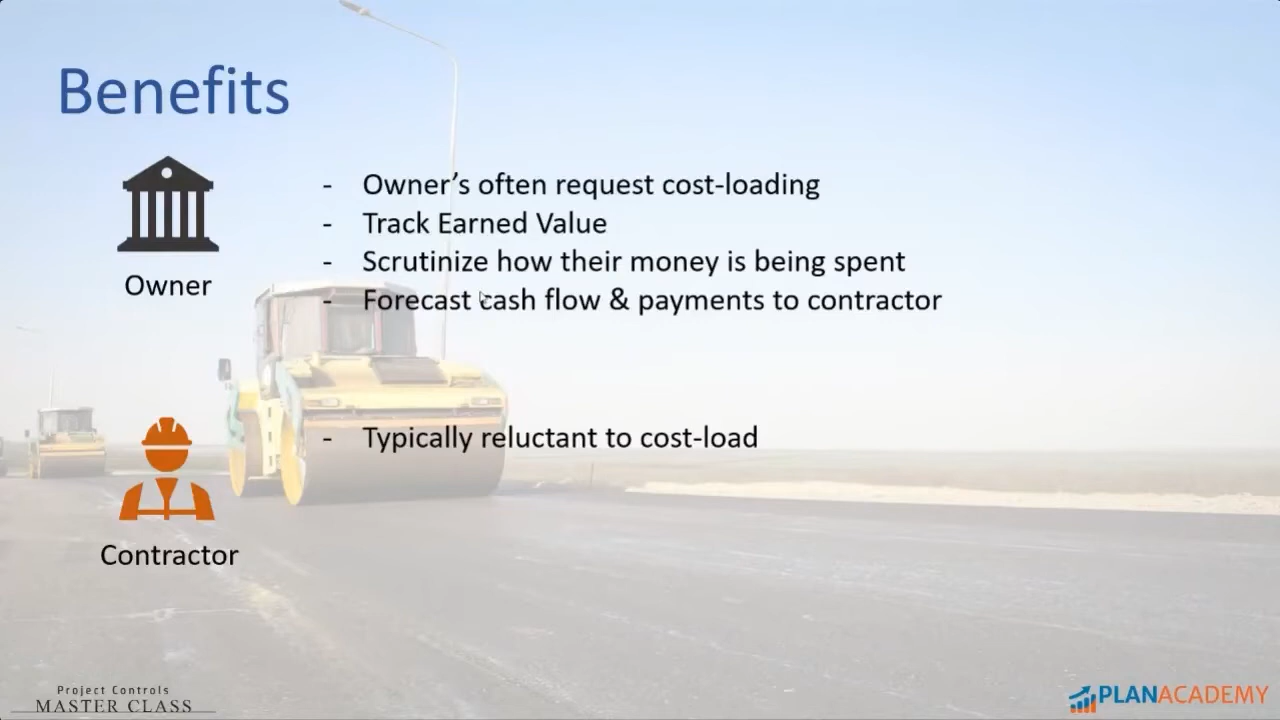 Benefits
- Owner's often request cost-loading
- Track Earned Value
- Scrutinize how their money is being spent
- Forecast cash flow & payments to contractor
Owner
- Typically reluctant to cost-load
Contractor
Project Controls
MASTER CLASS
PLANACADEMY